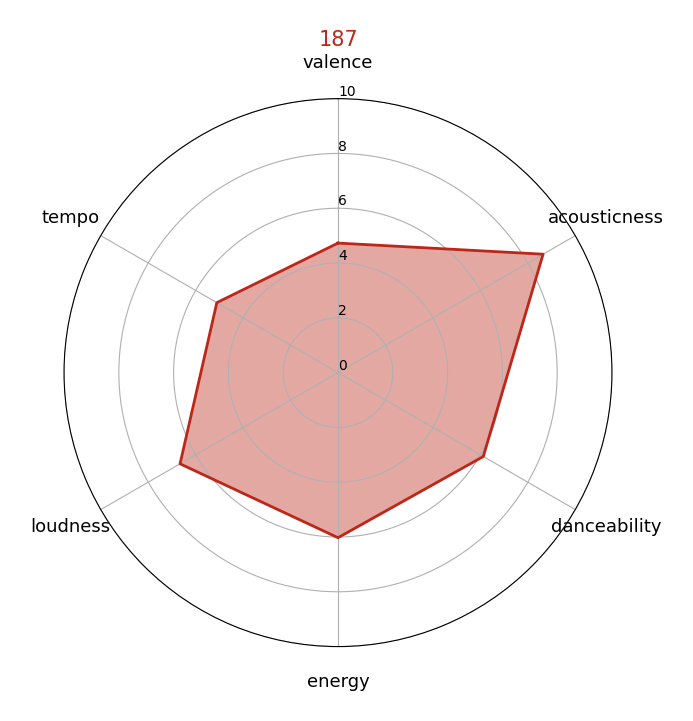 187
valence
10
8
6
tempo
acousticness
4
2
0
loudness
danceability
energy